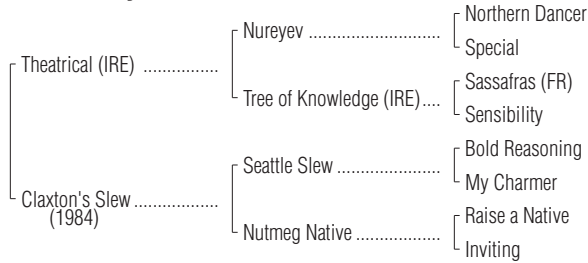 Northern Dancer
Nureyev ..............................
Special
Theatrical (IRE) .................
Sassafras (FR)
Tree of Knowledge (IRE)....
Sensibility
Bold Reasoning
Seattle Slew .......................
My Charmer
Claxton's Slew ...................
(1984)
Raise a Native
Nutmeg Native ...................
Inviting